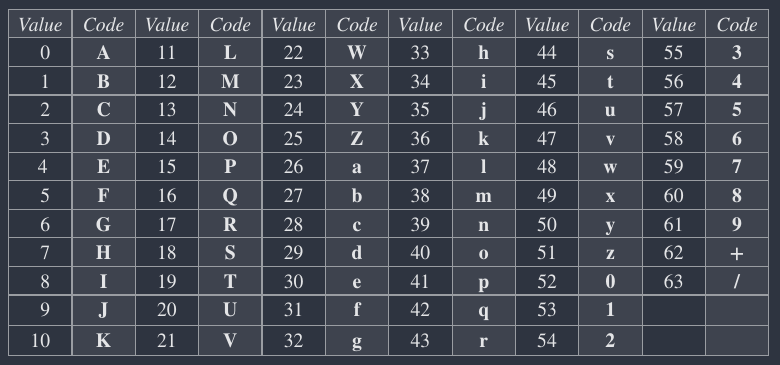 Value Code Value Code Value Code Value Code Value Code Value Code
0 A 11 L 22 W 33 h 44 s 55 3
1 B 12 M 23 X 34 i 45 t 56 4
2 C 13 N 24 Y 35 j 46 u 57 5
3 D 14 O 25 Z 36 k 47 v 58 6
4 E 15 P 26 a 37 l 48 w 59 7
5 F 16 Q 27 b 38 m 49 x 60 8
6 G 17 R 28 c 39 n 50 y 61 9
7 H 18 S 29 d 40 o 51 z 62 +
8 I 19 T 30 e 41 p 52 0 63 /
9 J 20 U 31 f 42 q 53 1
10 K 21 V 32 g 43 r 54 2